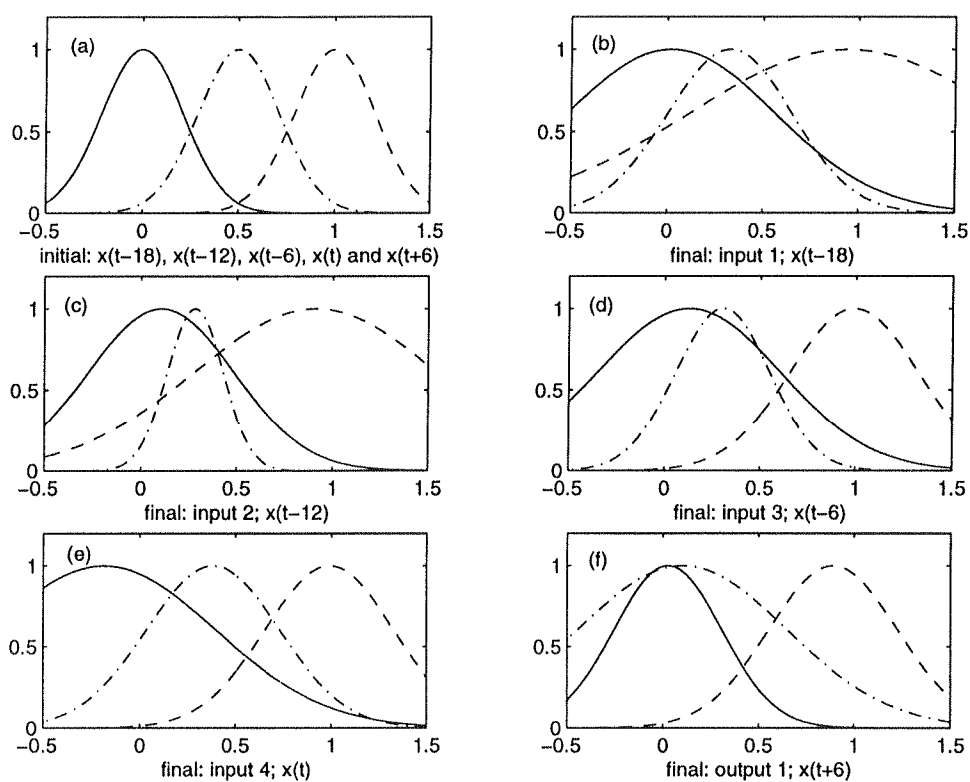 (a)
1
0.5
0
−0.5 0 0.5 1 1.5
initial: x(t−18), x(t−12), x(t−6), x(t) and x(t+6)
(b)
1
0.5
0
−0.5 0 0.5 1 1.5
final: input 1; x(t−18)
(c)
1
0.5
0
−0.5 0 0.5 1 1.5
final: input 2; x(t−12)
(d)
1
0.5
0
−0.5 0 0.5 1 1.5
final: input 3; x(t−6)
(e)
1
0.5
0
−0.5 0 0.5 1 1.5
final: input 4; x(t)
(f)
1
0.5
0
−0.5 0 0.5 1 1.5
final: output 1; x(t+6)